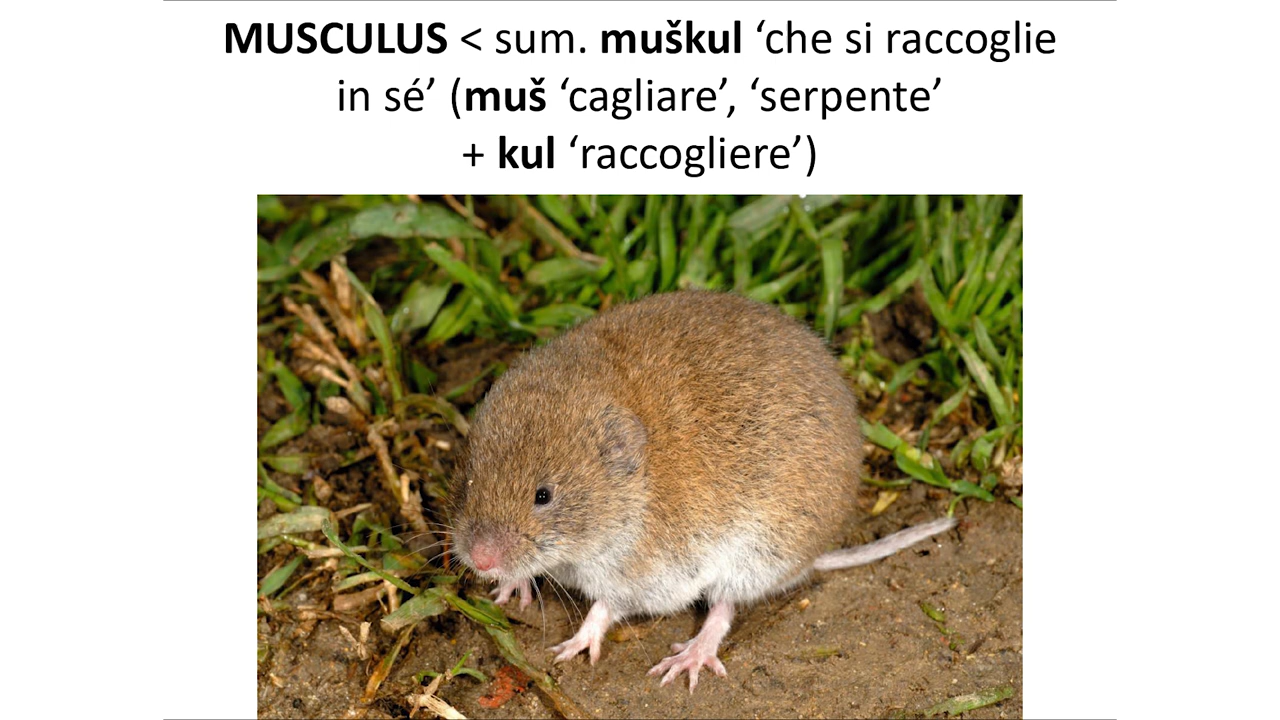 MUSCULUS < sum. muškul ‘che si raccoglie
in sé’ (muš ‘cagliare’, ‘serpente’
+ kul ‘raccogliere’)